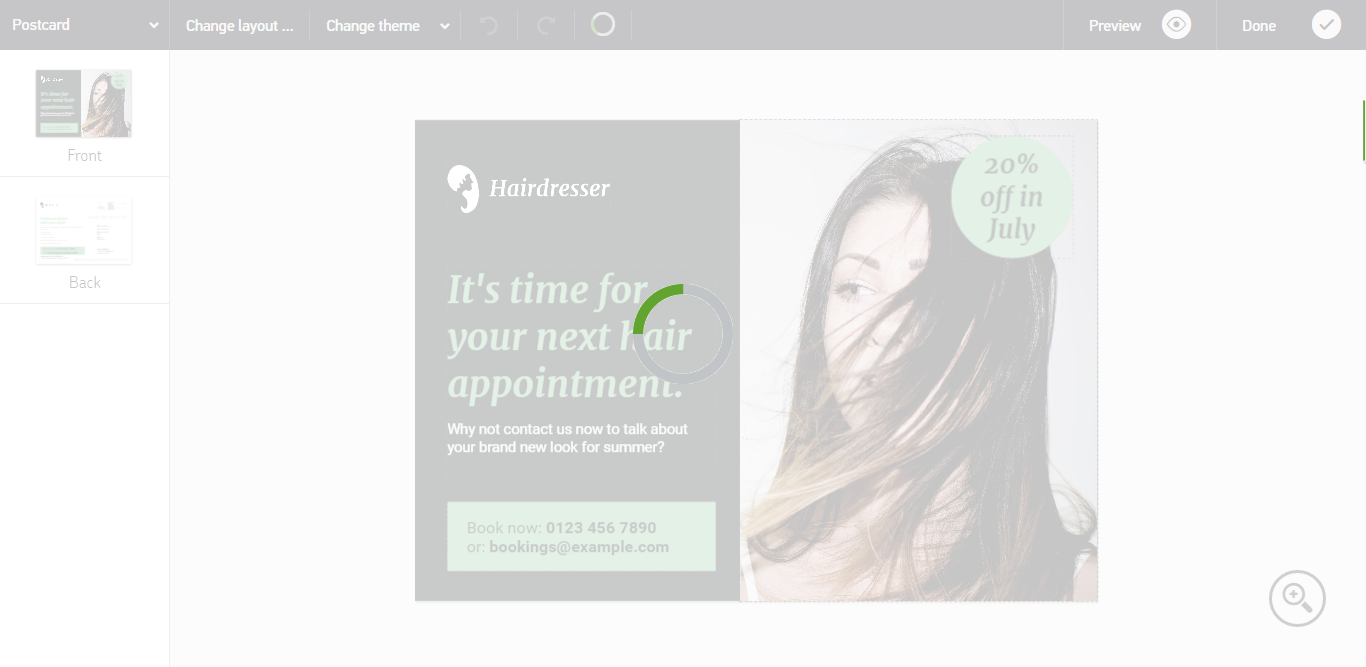 Postcard
Change layout ...
Change theme
Preview
Done
Front
Back
Hairdresser
It's time for
your next hair
appointment.
Why not contact us now to talk about
your brand new look for summer?
Book now: 0123 456 7890
or: bookings@example.com
20%
off in
July